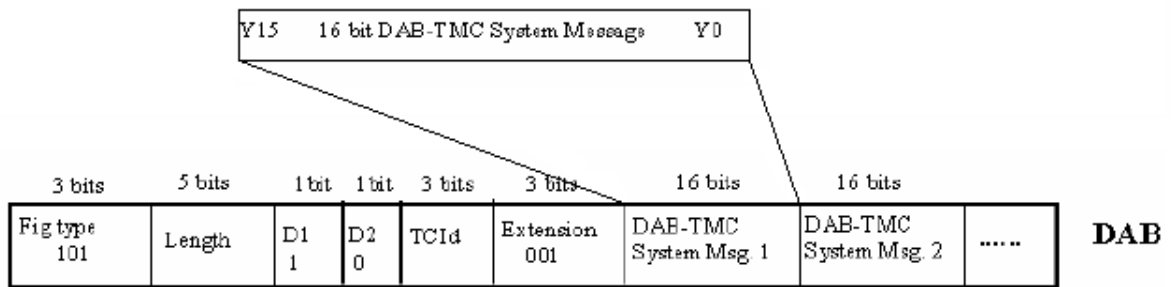 Y15 16 bit DAB-TMC System Message Y0
3 bits 5 bits 1 bit 1 bit 3 bits 3 bits 16 bits 16 bits
Fig type
101
Length
D1
1
D2
0
TCId
Extension
001
DAB-TMC
System Msg. 1
DAB-TMC
System Msg. 2
......
DAB